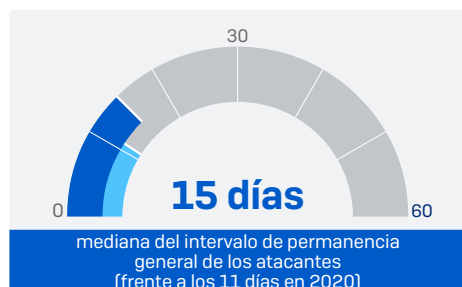 30
15 días
0
60
mediana del intervalo de permanencia
general de los atacantes
(frente a los 11 días en 2020)